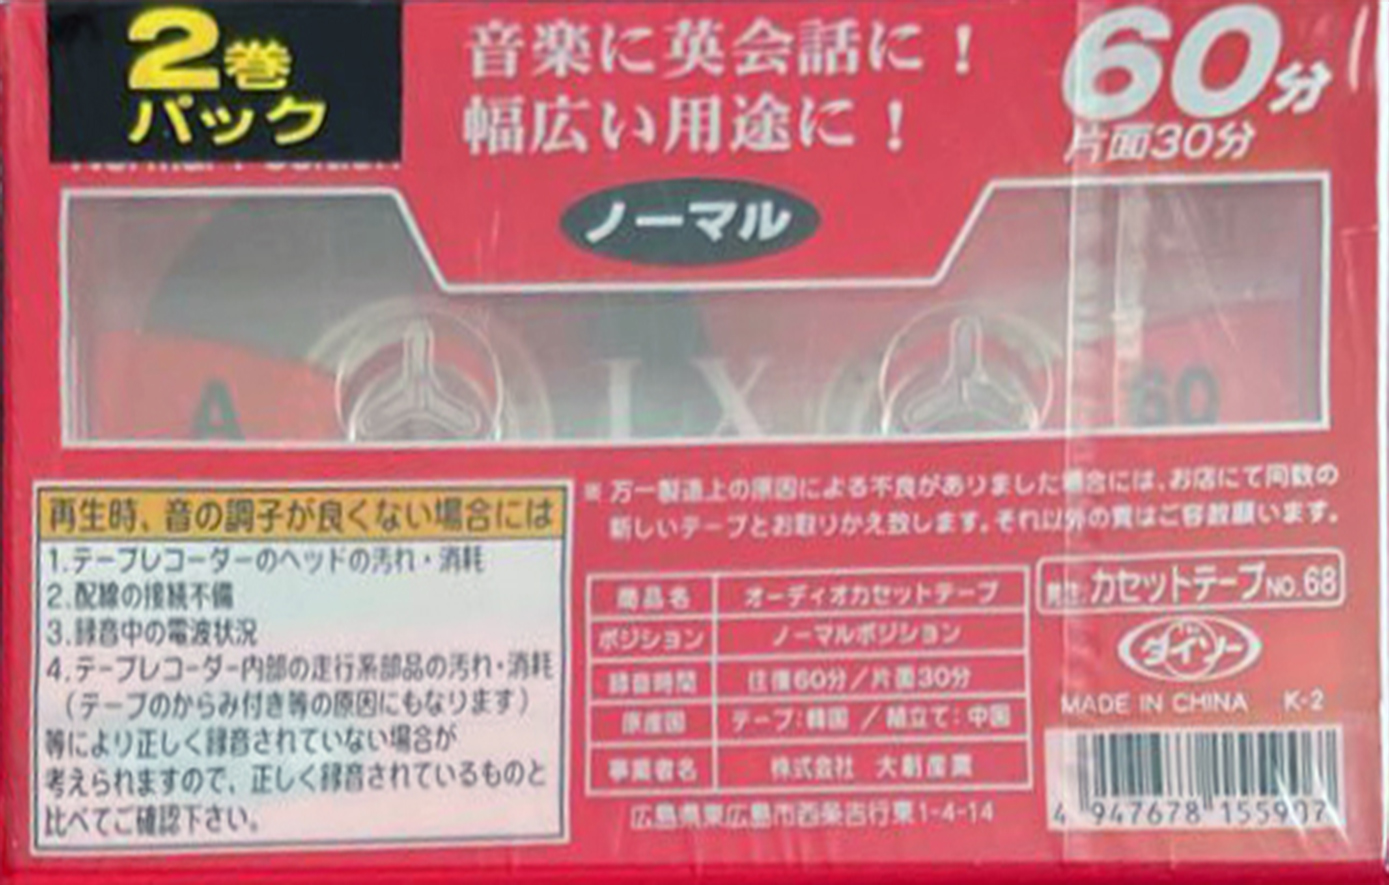 2巻
パック
音楽に英会話に！
幅広い用途に！
60分
片面30分
ノーマル
A
60
再生時、音の調子が良くない場合には
1.テープレコーダーのヘッドの汚れ・消耗
2.配線の接続不備
3.録音中の電波状況
4.テープレコーダー内部の走行系部品の汚れ・消耗
（テープのからみ付き等の原因にもなります）
等により正しく録音されていない場合が
考えられますので、正しく録音されているものと
比べてご確認下さい。
※万一製造上の原因による不良がありました場合には、お店にて同数の
新しいテープとお取りかえ致します。それ以外の責はご容赦願います。
商品名 オーディオカセットテープ
ポジション ノーマルポジション
録音時間 往復60分／片面30分
原産国 テープ：韓国／組立て：中国
事業者名 株式会社 大創産業
広島県東広島市西条吉行東1-4-14
カセットテープNO.68
ダイソー
MADE IN CHINA K-2
4 947678 155907